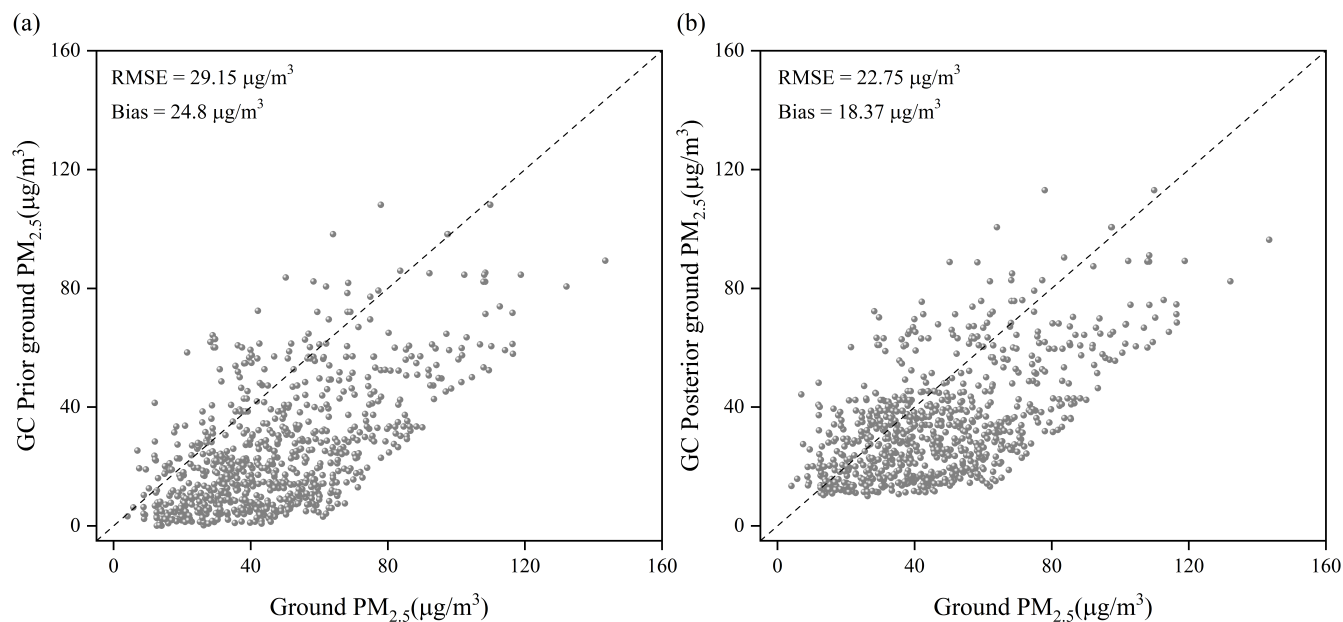 (a)
160
120
80
40
0
GC Prior ground PM2.5(μg/m³)
RMSE = 29.15 μg/m³
Bias = 24.8 μg/m³
0 40 80 120 160
Ground PM2.5(μg/m³)
(b)
160
120
80
40
0
GC Posterior ground PM2.5(μg/m³)
RMSE = 22.75 μg/m³
Bias = 18.37 μg/m³
0 40 80 120 160
Ground PM2.5(μg/m³)